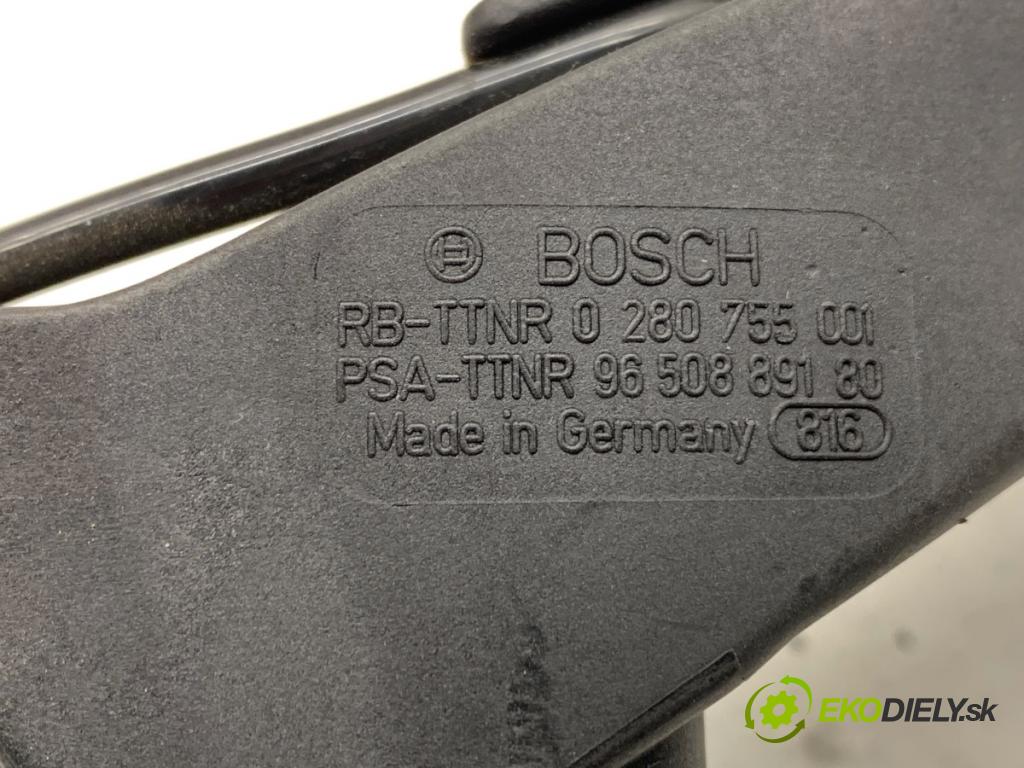 BOSCH
RB-TTNR 0 280 755 001
PSA-TTNR 96 508 891 80
Made in Germany 816
EKODIELY.sk